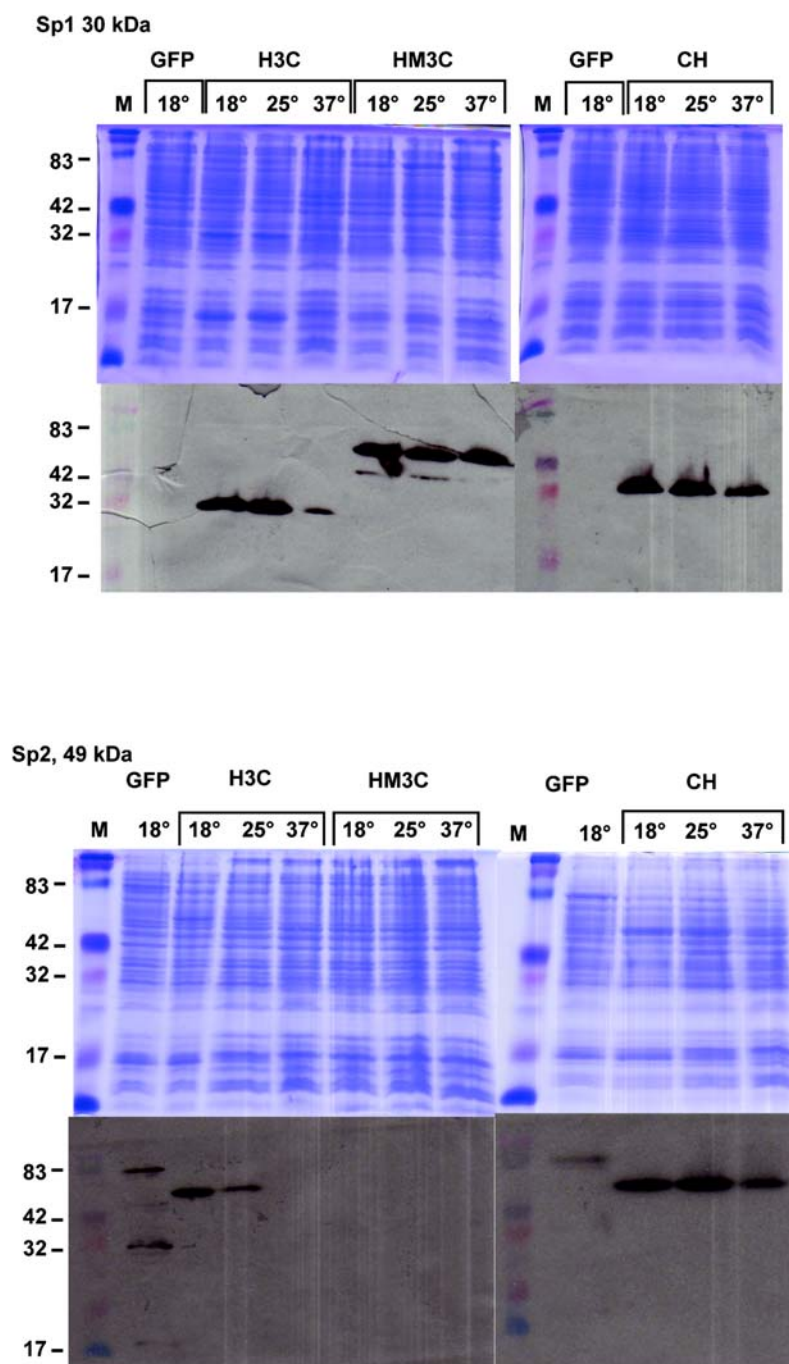 Sp1 30 kDa
GFP H3C HM3C GFP CH
M 18° 18° 25° 37° 18° 25° 37° M 18° 18° 25° 37°
83 –
42 –
32 –
17 –
83 –
42 –
32 –
17 –
Sp2, 49 kDa
GFP H3C HM3C GFP CH
M 18° 18° 25° 37° 18° 25° 37° M 18° 18° 25° 37°
83 –
42 –
32 –
17 –
83 –
42 –
32 –
17 –